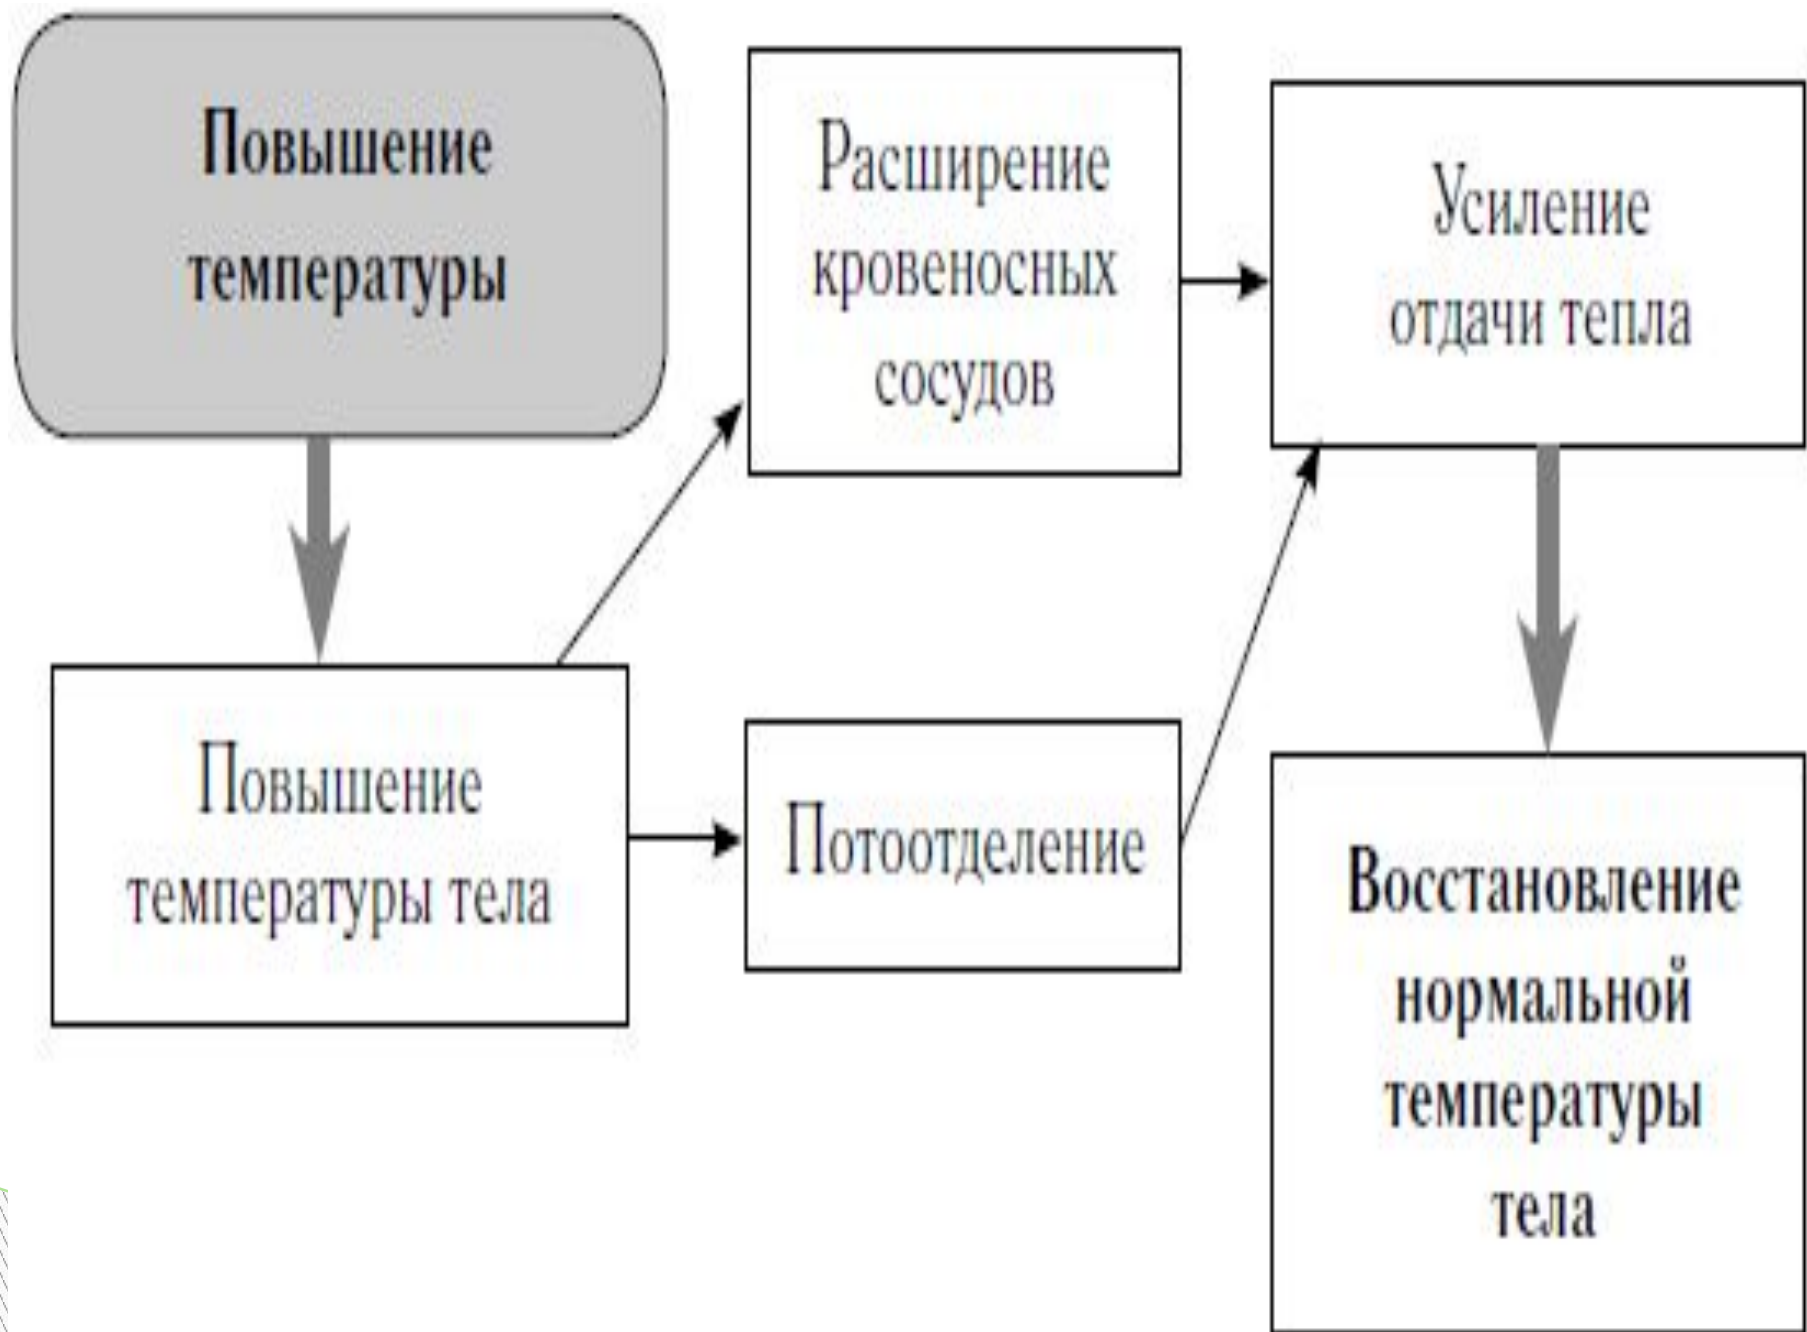 Повышение
температуры
Расширение
кровеносных
сосудов
Усиление
отдачи тепла
Повышение
температуры тела
Потоотделение
Восстановление
нормальной
температуры
тела